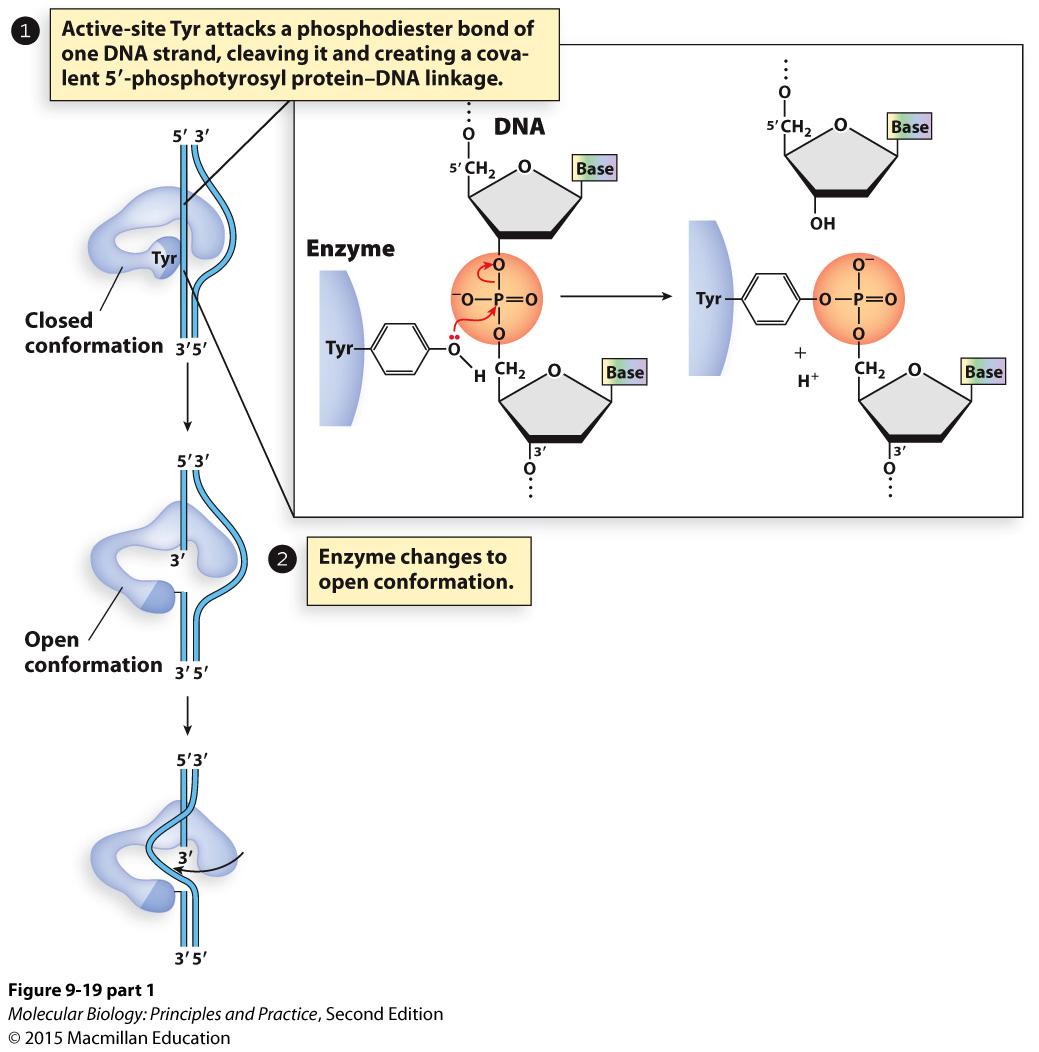 1 Active-site Tyr attacks a phosphodiester bond of
one DNA strand, cleaving it and creating a cova-
lent 5′-phosphotyrosyl protein–DNA linkage.
5′ 3′
Tyr
Closed
conformation
3′ 5′
DNA
O
5′ CH₂
O
Base
Enzyme
O
⁻O–P=O
O
Tyr
O
H
CH₂
O
Base
3′
O
O
5′ CH₂
O
Base
OH
O⁻
Tyr
O–P=O
O
+
H⁺
CH₂
O
Base
3′
O
5′ 3′
3′
2 Enzyme changes to
open conformation.
Open
conformation
3′ 5′
5′ 3′
3′
3′ 5′
Figure 9-19 part 1
Molecular Biology: Principles and Practice, Second Edition
© 2015 Macmillan Education